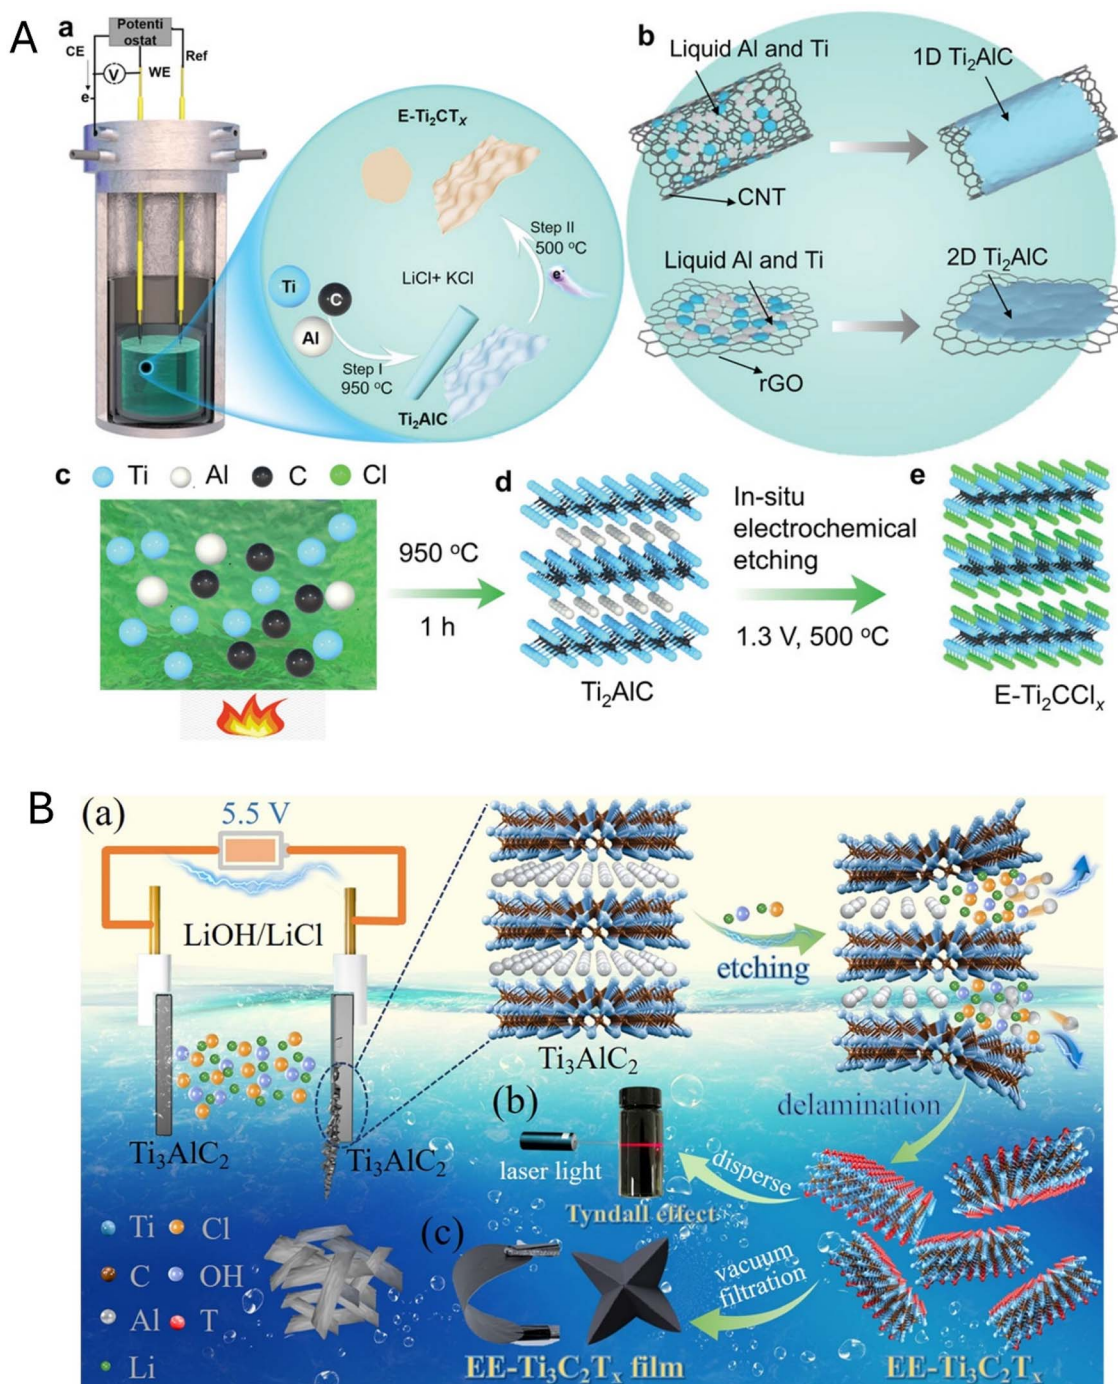 A
a
Potenti
ostat
CE
Ref
V
WE
e-
E-Ti₂CTₓ
Step II
500 °C
LiCl+ KCl
e-
Ti
C
Al
Step I
950 °C
Ti₂AlC
b
Liquid Al and Ti
1D Ti₂AlC
CNT
Liquid Al and Ti
2D Ti₂AlC
rGO
c
Ti
Al
C
Cl
950 °C
1 h
d
Ti₂AlC
In-situ
electrochemical
etching
1.3 V, 500 °C
e
E-Ti₂CClₓ
B
(a)
5.5 V
LiOH/LiCl
Ti₃AlC₂
Ti₃AlC₂
Ti₃AlC₂
etching
delamination
(b)
laser light
Tyndall effect
disperse
(c)
vacuum
filtration
Ti
Cl
C
OH
Al
T
Li
EE-Ti₃C₂Tₓ film
EE-Ti₃C₂Tₓ